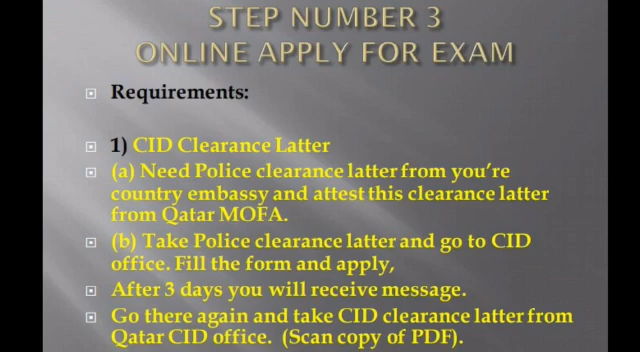 STEP NUMBER 3
ONLINE APPLY FOR EXAM
Requirements:
1) CID Clearance Latter
(a) Need Police clearance latter from you're
country embassy and attest this clearance latter
from Qatar MOFA.
(b) Take Police clearance latter and go to CID
office. Fill the form and apply,
After 3 days you will receive message.
Go there again and take CID clearance latter from
Qatar CID office. (Scan copy of PDF).